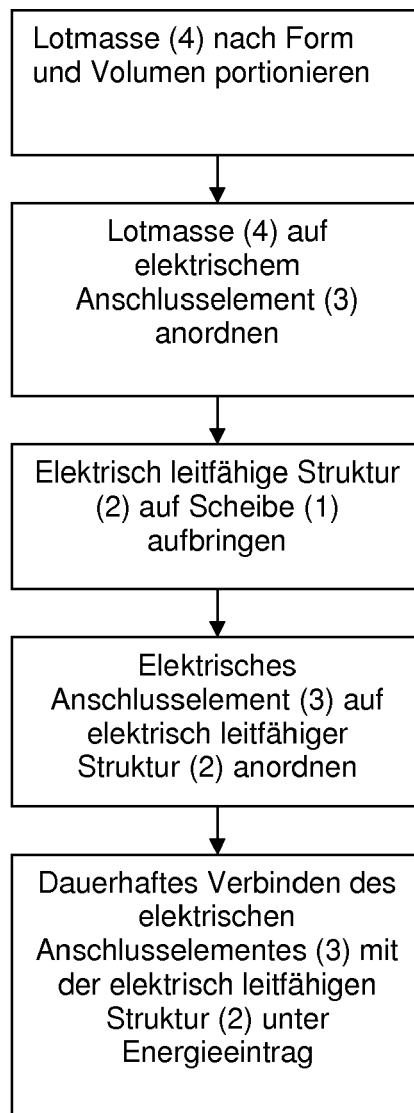 Lotmasse (4) nach Form
und Volumen portionieren
Lotmasse (4) auf
elektrischem
Anschlusselement (3)
anordnen
Elektrisch leitfähige Struktur
(2) auf Scheibe (1)
aufbringen
Elektrisches
Anschlusselement (3) auf
elektrisch leitfähiger
Struktur (2) anordnen
Dauerhaftes Verbinden des
elektrischen
Anschlusselementes (3) mit
der elektrisch leitfähigen
Struktur (2) unter
Energieeintrag